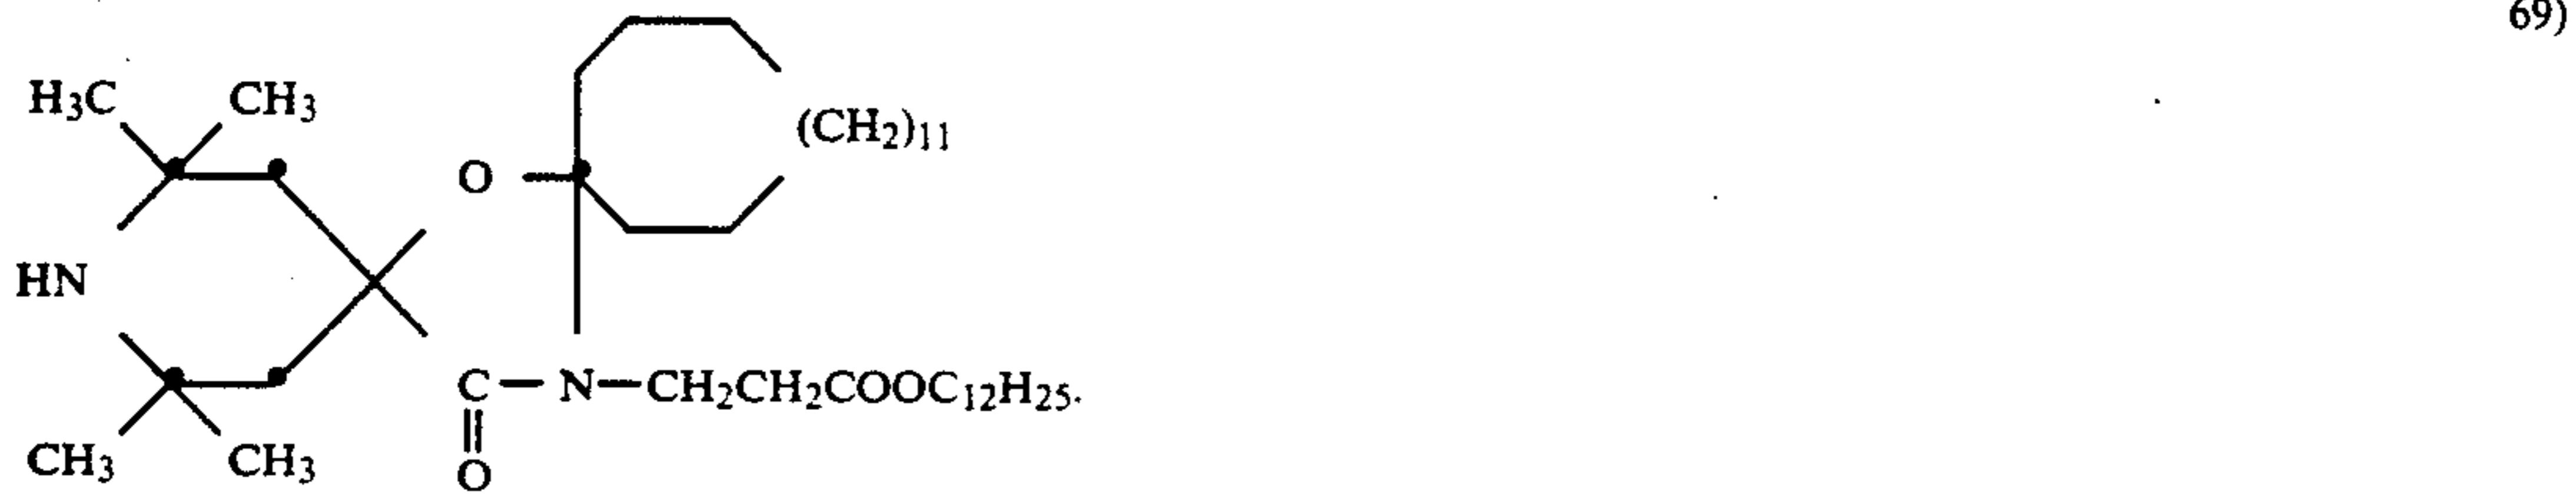 69)
H3C CH3
(CH2)11
O
HN
C — N — CH2CH2COOC12H25.
O
CH3 CH3